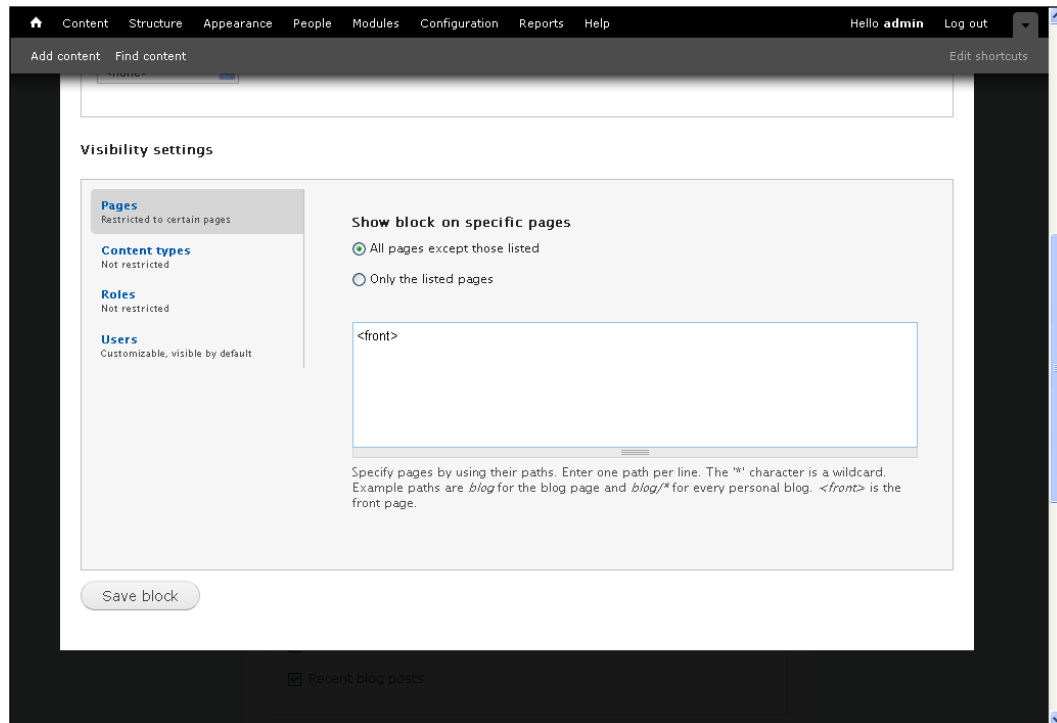 Content Structure Appearance People Modules Configuration Reports Help Hello admin Log out
Add content Find content Edit shortcuts
Visibility settings
Pages
Restricted to certain pages
Content types
Not restricted
Roles
Not restricted
Users
Customizable, visible by default
Show block on specific pages
All pages except those listed
Only the listed pages
<front>
Specify pages by using their paths. Enter one path per line. The '*' character is a wildcard.
Example paths are blog for the blog page and blog/* for every personal blog. <front> is the
front page.
Save block
Recent blog posts